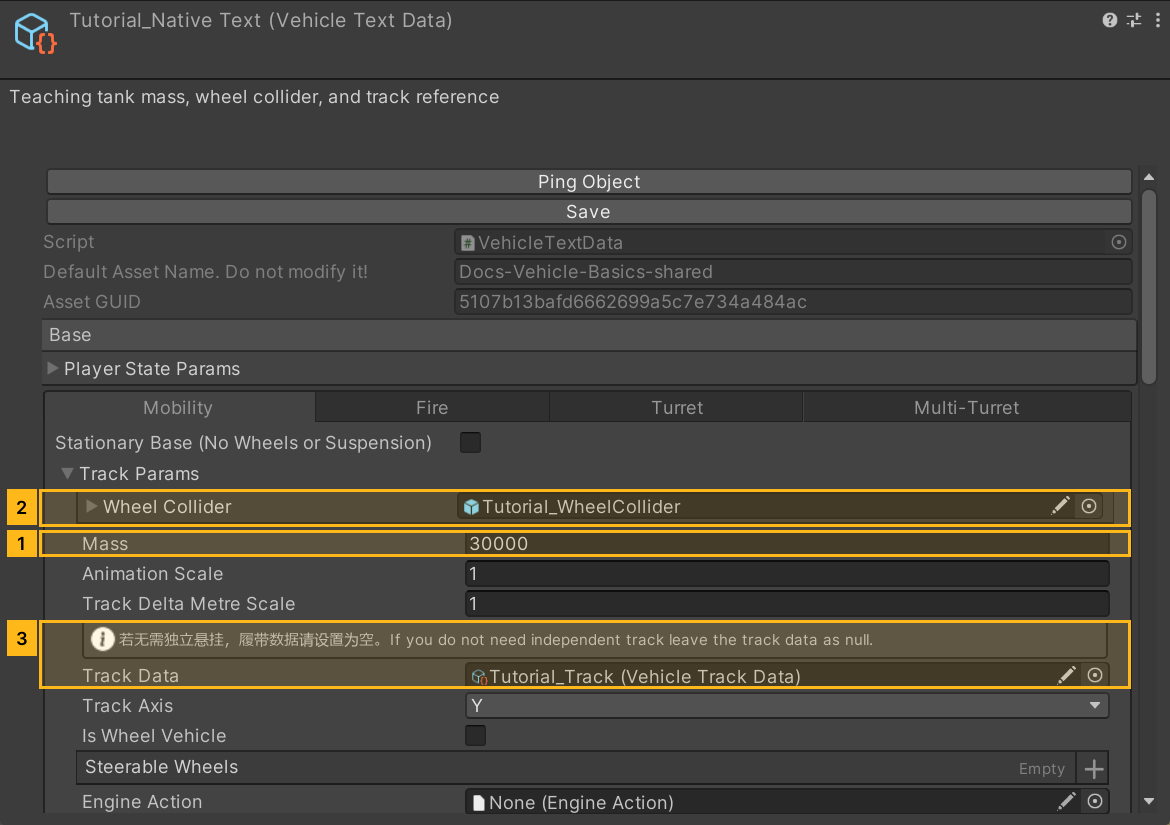 Tutorial_Native Text (Vehicle Text Data)
Teaching tank mass, wheel collider, and track reference
Ping Object
Save
Script
VehicleTextData
Default Asset Name. Do not modify it!
Docs-Vehicle-Basics-shared
Asset GUID
5107b13bafd6662699a5c7e734a484ac
Base
Player State Params
Mobility
Fire
Turret
Multi-Turret
Stationary Base (No Wheels or Suspension)
Track Params
2
Wheel Collider
Tutorial_WheelCollider
1
Mass
30000
Animation Scale
1
Track Delta Metre Scale
1
3
若无需独立悬挂，履带数据请设置为空。If you do not need independent track leave the track data as null.
Track Data
Tutorial_Track (Vehicle Track Data)
Track Axis
Y
Is Wheel Vehicle
Steerable Wheels
Empty
Engine Action
None (Engine Action)